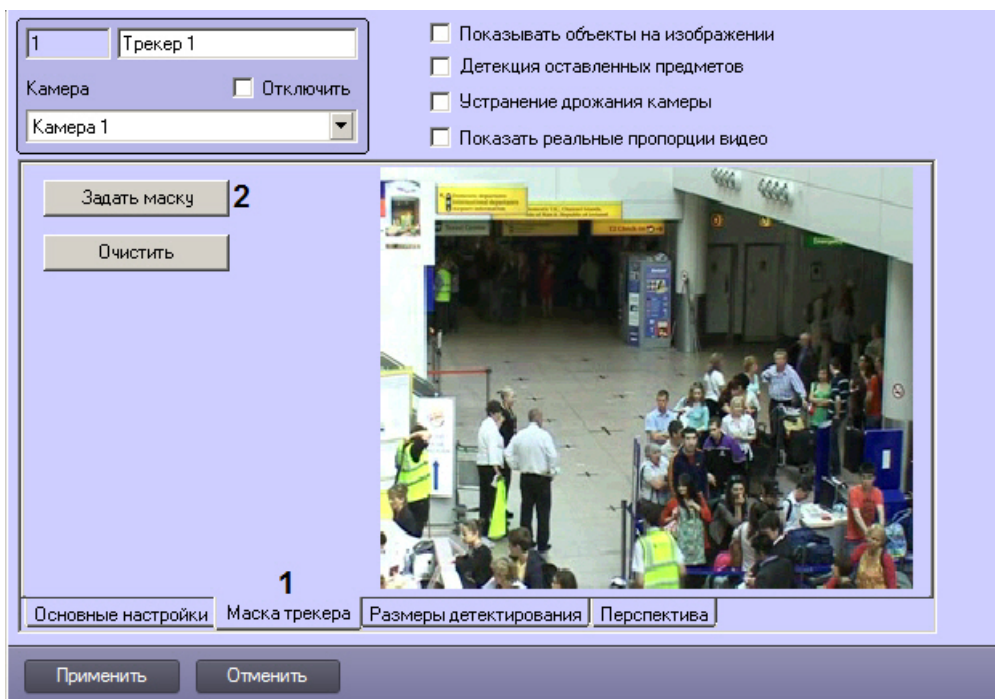 1 Трекер 1
Камера Отключить
Камера 1
Показывать объекты на изображении
Детекция оставленных предметов
Устранение дрожания камеры
Показать реальные пропорции видео
Задать маску 2
Очистить
1
Основные настройки Маска трекера Размеры детектирования Перспектива
Применить Отменить